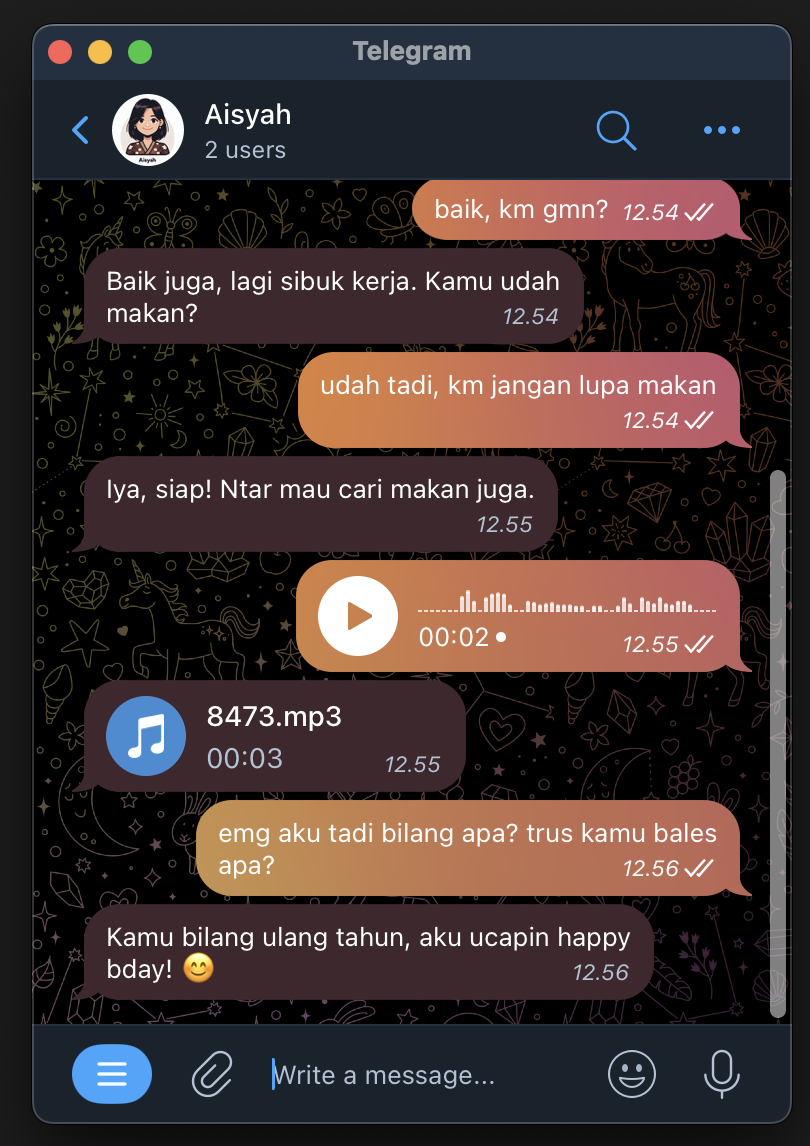 Telegram
Aisyah
2 users
Aisyah
baik, km gmn? 12.54
Baik juga, lagi sibuk kerja. Kamu udah
makan? 12.54
udah tadi, km jangan lupa makan
12.54
Iya, siap! Ntar mau cari makan juga.
12.55
00:02 12.55
8473.mp3
00:03 12.55
emg aku tadi bilang apa? trus kamu bales
apa? 12.56
Kamu bilang ulang tahun, aku ucapin happy
bday! 😊 12.56
Write a message...